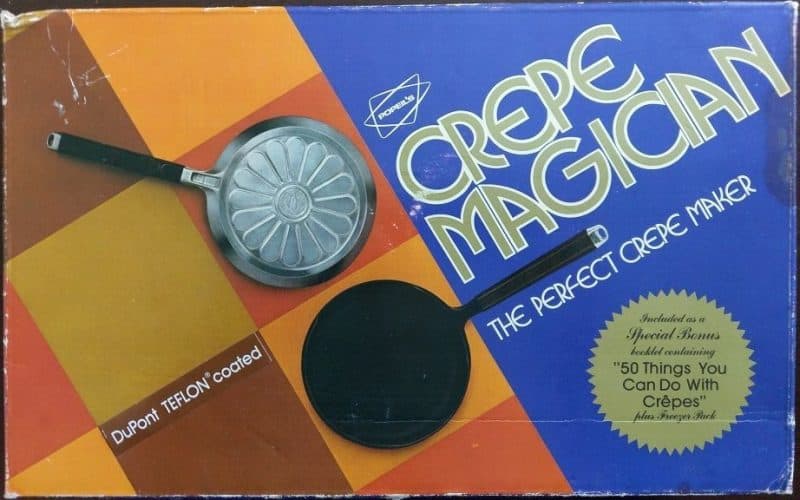 POPEIL'S
CREPE
MAGICIAN
THE PERFECT CREPE MAKER
DuPont TEFLON® coated
Included as a
Special Bonus
booklet containing
"50 Things You
Can Do With
Crêpes"
plus Freezer Pack